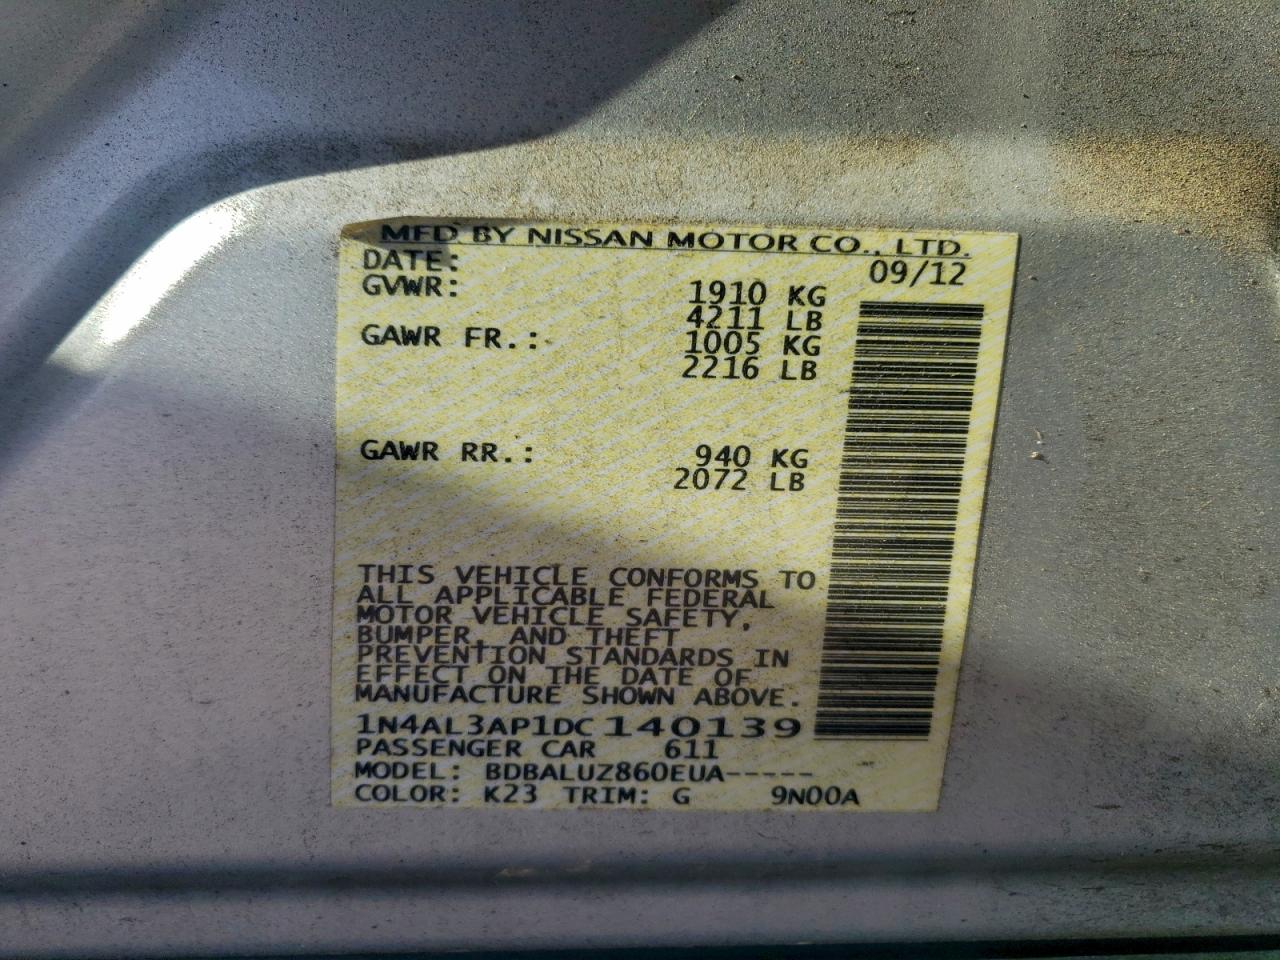 MFD BY NISSAN MOTOR CO., LTD.
DATE: 09/12
GVWR: 1910 KG
4211 LB
GAWR FR.: 1005 KG
2216 LB
GAWR RR.: 940 KG
2072 LB
THIS VEHICLE CONFORMS TO
ALL APPLICABLE FEDERAL
MOTOR VEHICLE SAFETY,
BUMPER, AND THEFT
PREVENTION STANDARDS IN
EFFECT ON THE DATE OF
MANUFACTURE SHOWN ABOVE.
1N4AL3AP1DC140139
PASSENGER CAR 611
MODEL: BDBALUZ860EUA-----
COLOR: K23 TRIM: G 9N00A